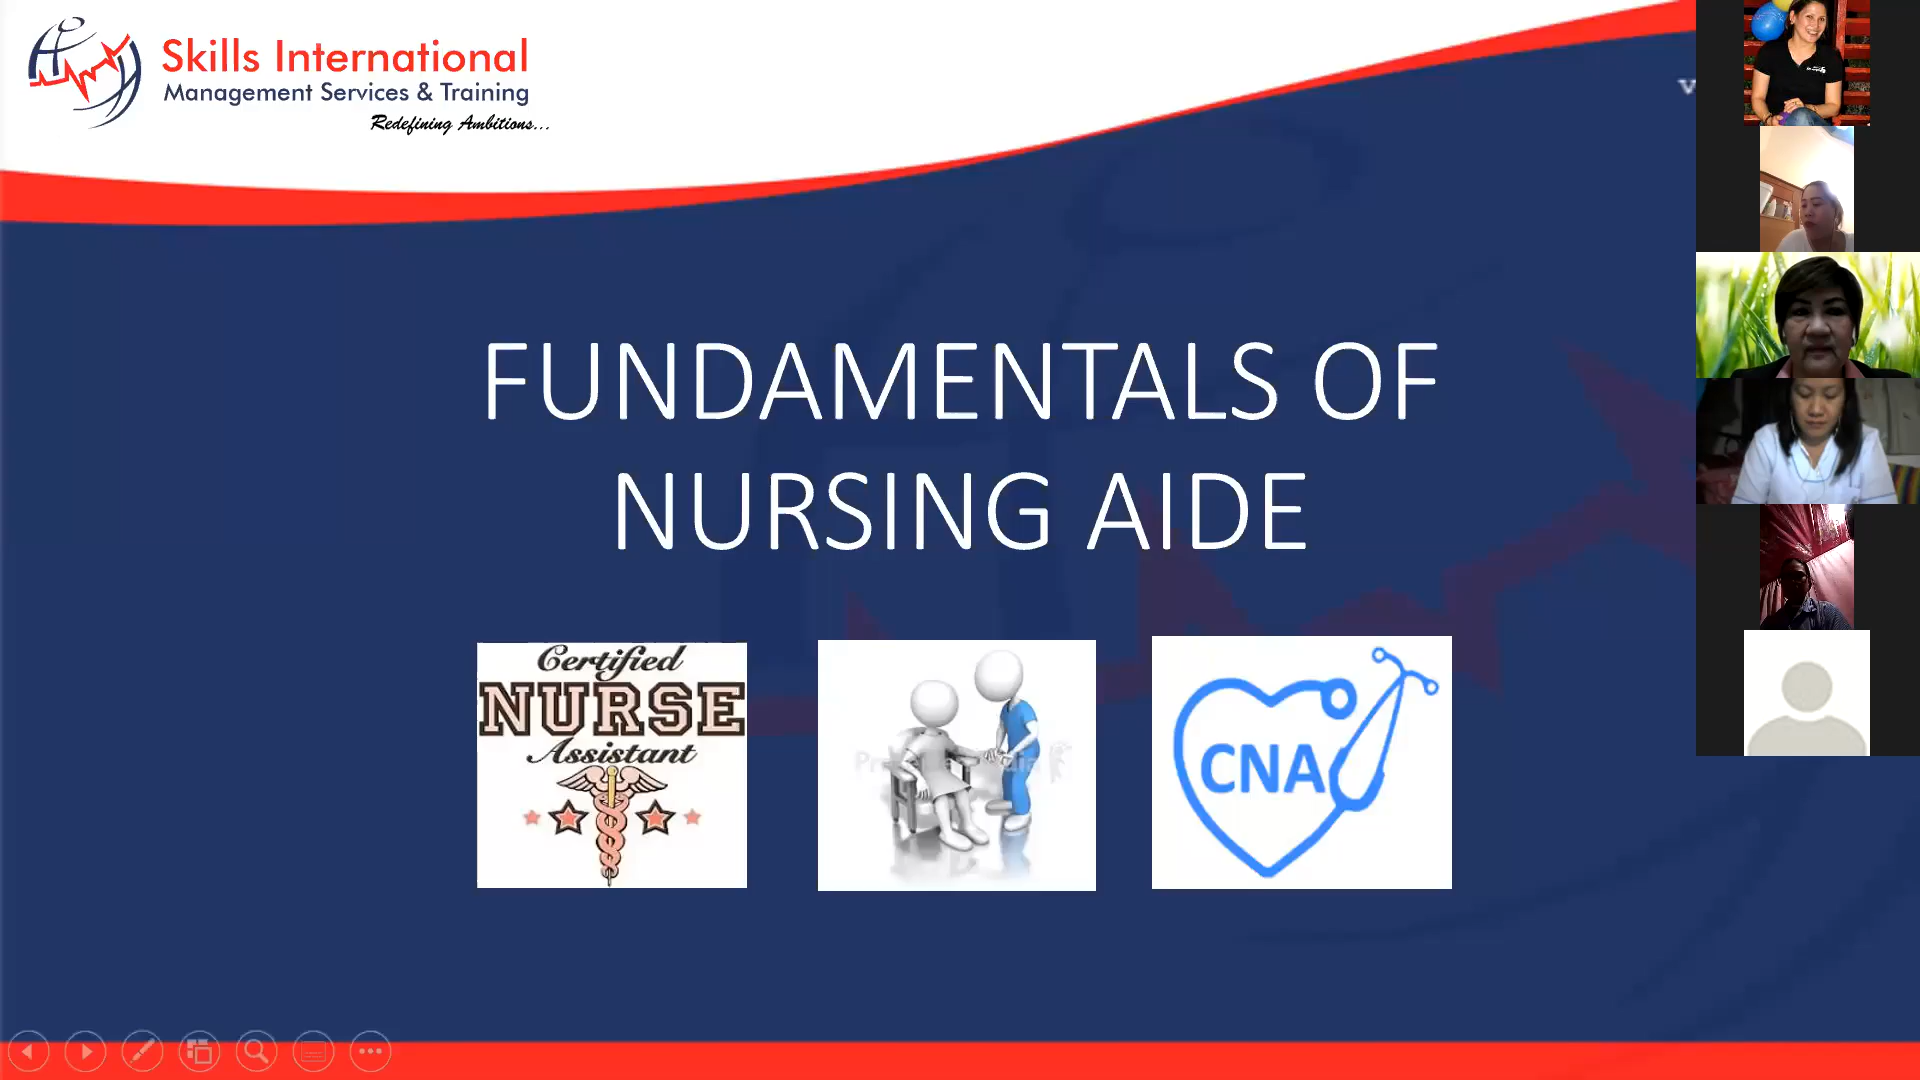 Skills International
Management Services & Training
Redefining Ambitions...
FUNDAMENTALS OF
NURSING AIDE
Certified
NURSE
Assistant
CNA